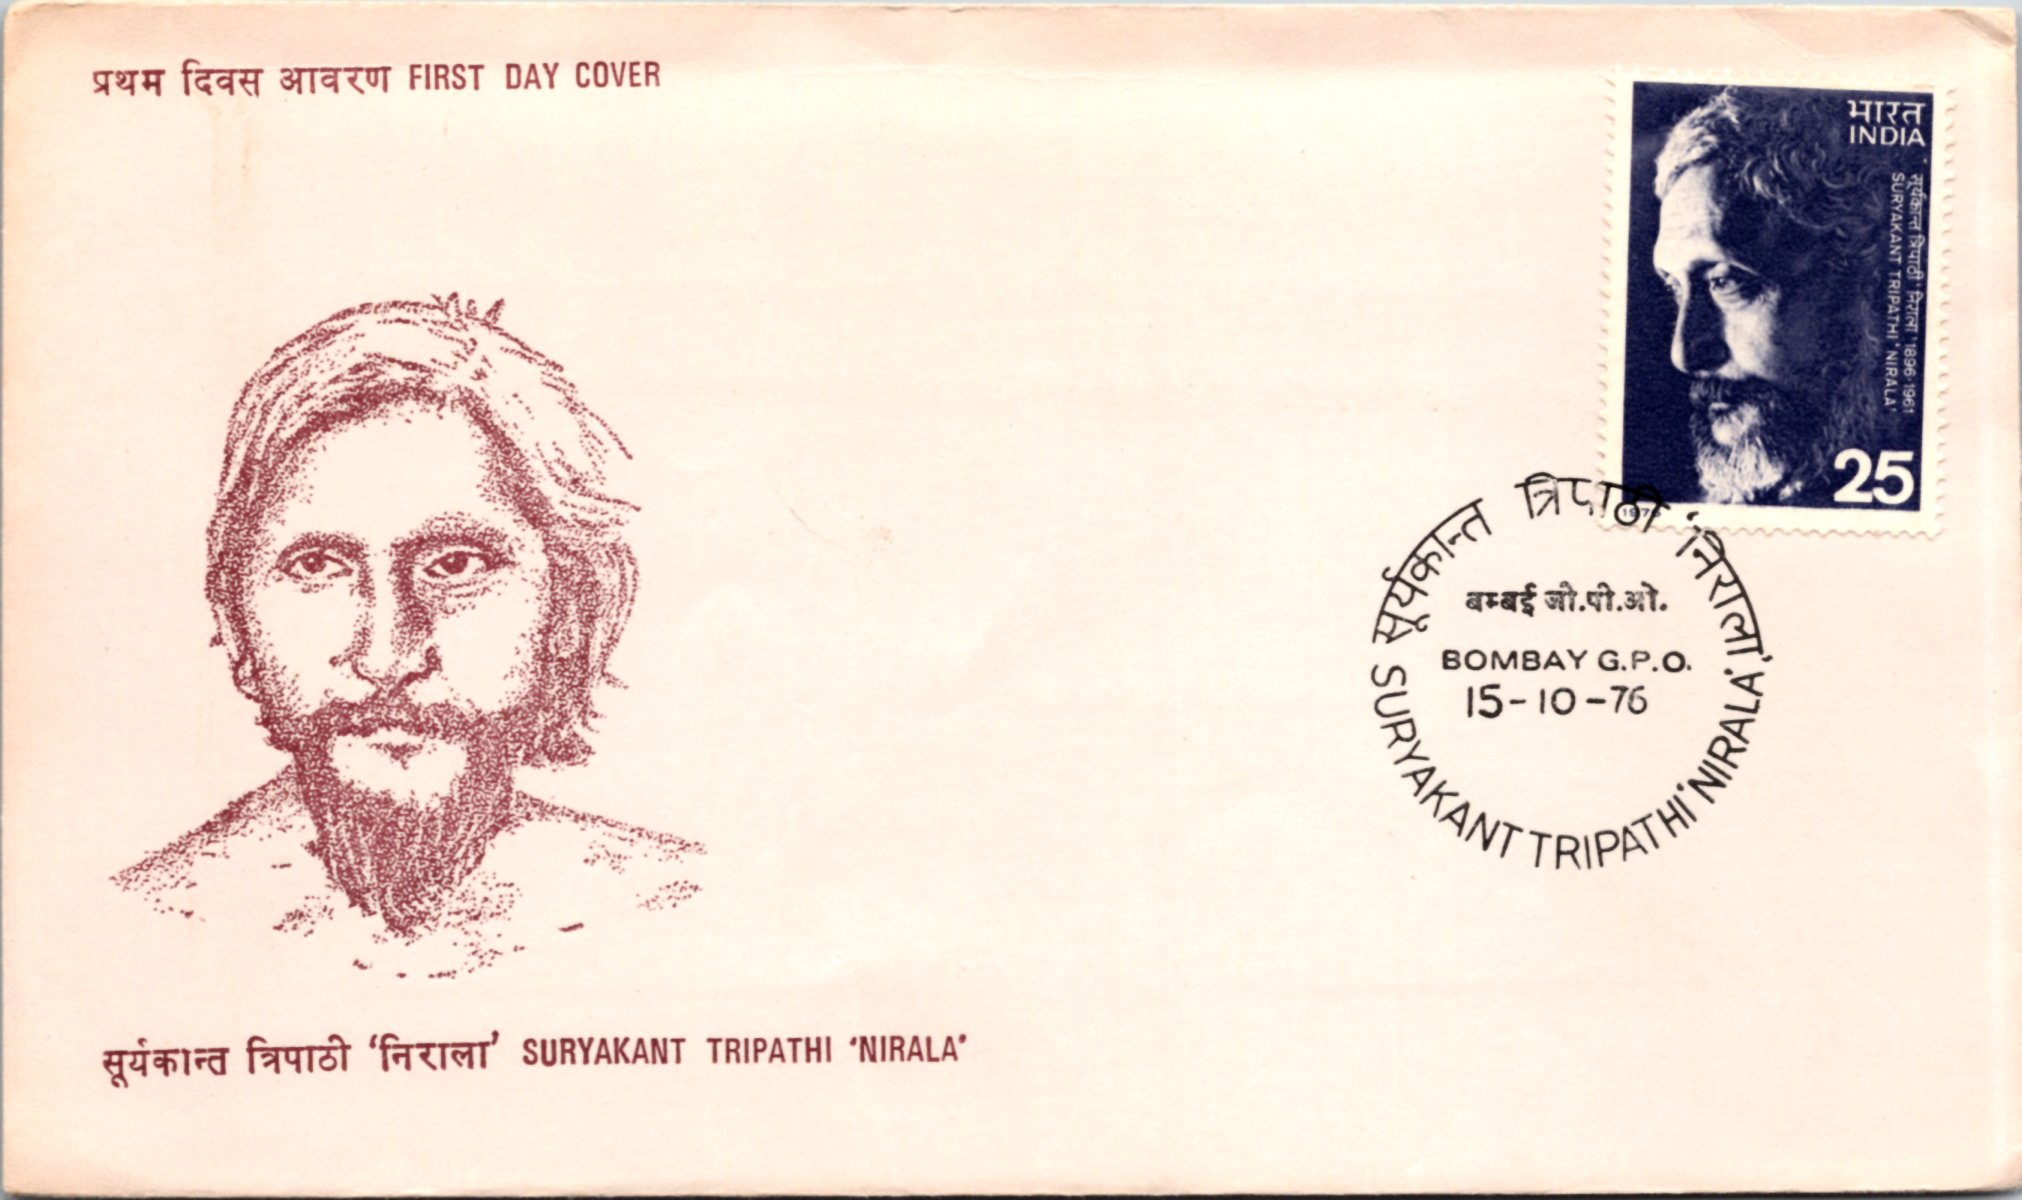 प्रथम दिवस आवरण FIRST DAY COVER
भारत
INDIA
सूर्यकान्त त्रिपाठी 'निराला' 1896-1961
SURYAKANT TRIPATHI 'NIRALA'
25
1976
सूर्यकान्त त्रिपाठी 'निराला'
बम्बई जी.पी.ओ.
BOMBAY G.P.O.
15-10-76
SURYAKANT TRIPATHI 'NIRALA'
सूर्यकान्त त्रिपाठी 'निराला' SURYAKANT TRIPATHI 'NIRALA'